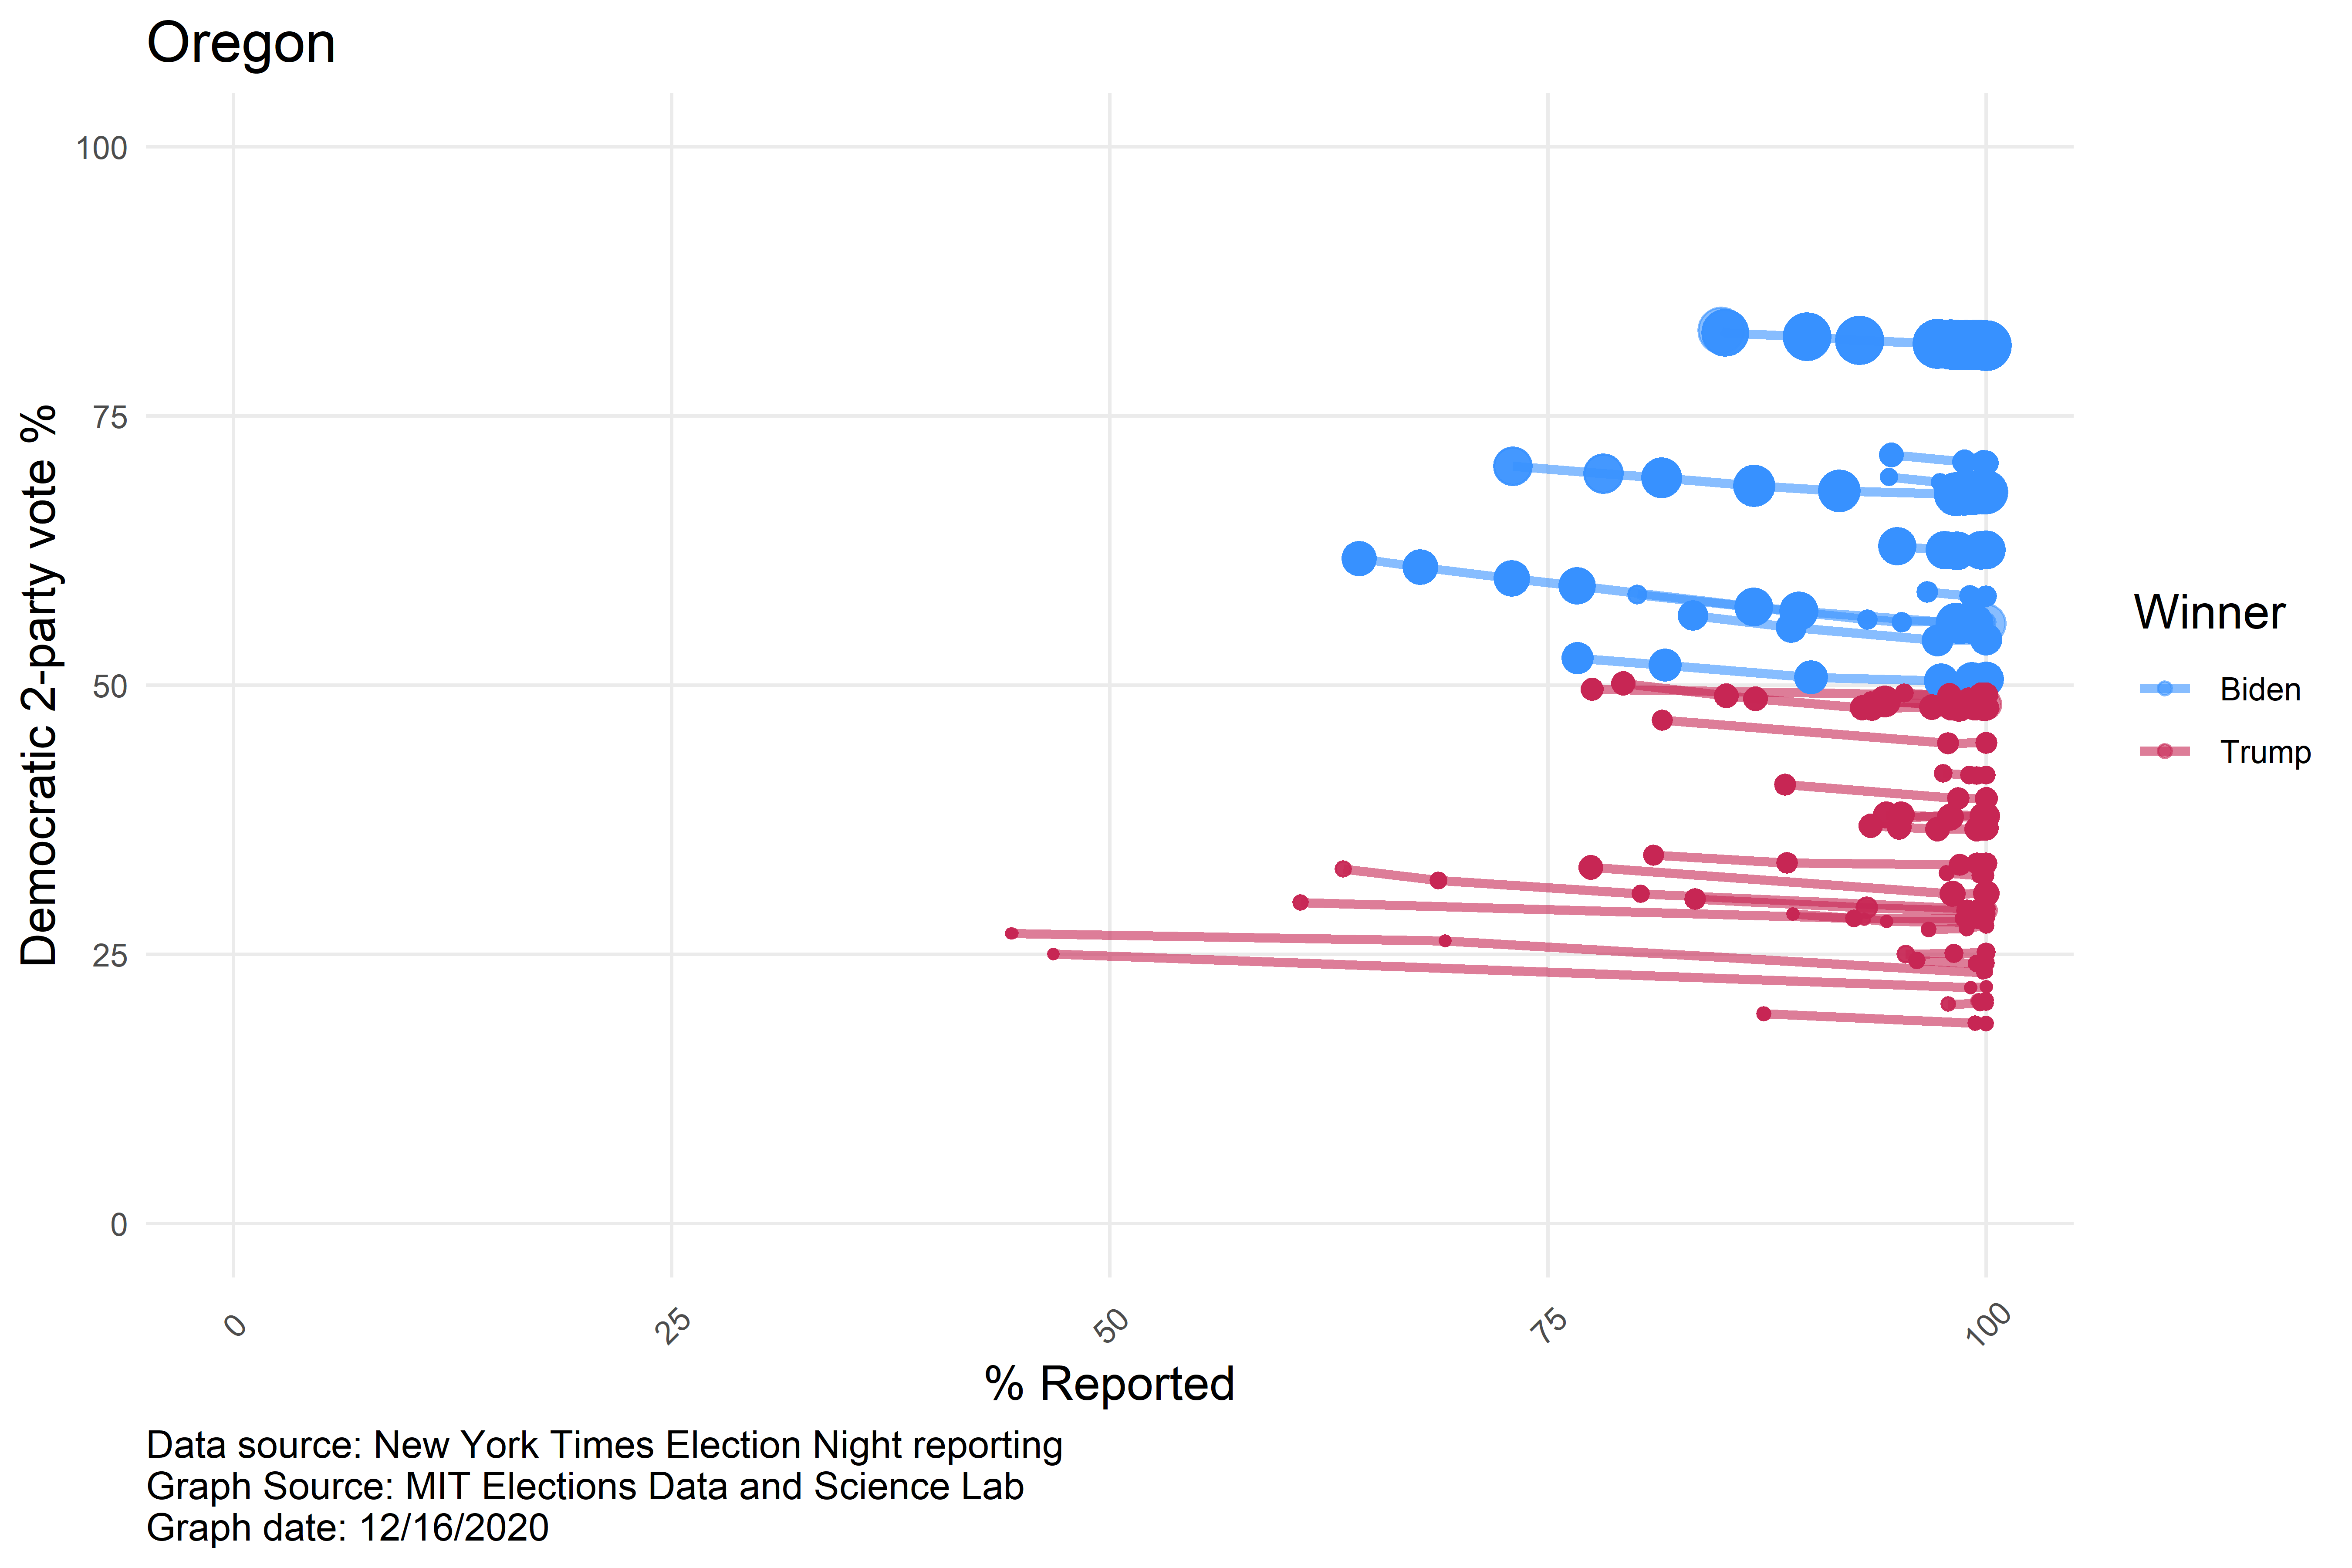 Oregon
100
75
50
25
0
Democratic 2-party vote %
0
25
50
75
100
% Reported
Winner
Biden
Trump
Data source: New York Times Election Night reporting
Graph Source: MIT Elections Data and Science Lab
Graph date: 12/16/2020